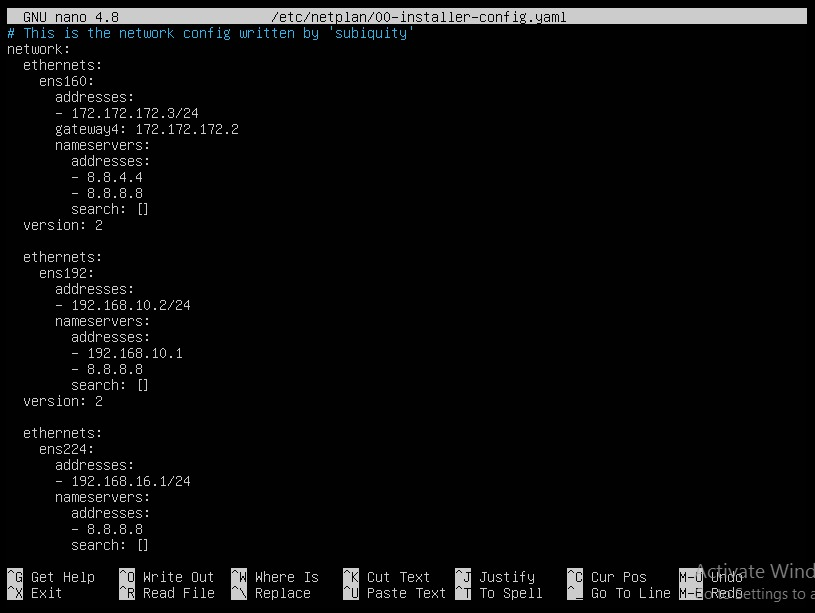 GNU nano 4.8 /etc/netplan/00-installer-config.yaml
# This is the network config written by 'subiquity'
network:
  ethernets:
    ens160:
      addresses:
      - 172.172.172.3/24
      gateway4: 172.172.172.2
      nameservers:
        addresses:
        - 8.8.4.4
        - 8.8.8.8
        search: []
  version: 2
  ethernets:
    ens192:
      addresses:
      - 192.168.10.2/24
      nameservers:
        addresses:
        - 192.168.10.1
        - 8.8.8.8
        search: []
  version: 2
  ethernets:
    ens224:
      addresses:
      - 192.168.16.1/24
      nameservers:
        addresses:
        - 8.8.8.8
        search: []
^G Get Help ^O Write Out ^W Where Is ^K Cut Text ^J Justify ^C Cur Pos M-U Undo
^X Exit ^R Read File ^\ Replace ^U Paste Text ^T To Spell ^_ Go To Line M-E Redo
Activate Wind
to Settings to a